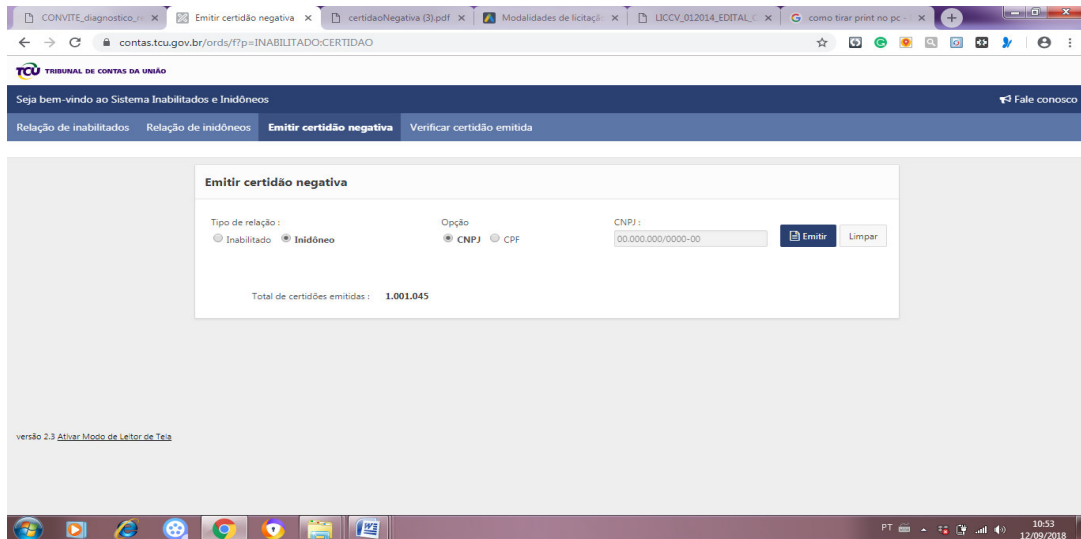 CONVITE_diagnostico_re
Emitir certidão negativa
certidaoNegativa (3).pdf
Modalidades de licitaçã
LICCV_012014_EDITAL_C
como tirar print no pc -
contas.tcu.gov.br/ords/f?p=INABILITADO:CERTIDAO
TCU TRIBUNAL DE CONTAS DA UNIÃO
Seja bem-vindo ao Sistema Inabilitados e Inidôneos
Fale conosco
Relação de inabilitados Relação de inidôneos Emitir certidão negativa Verificar certidão emitida
Emitir certidão negativa
Tipo de relação : Opção CNPJ :
Inabilitado Inidôneo CNPJ CPF 00.000.000/0000-00 Emitir Limpar
Total de certidões emitidas : 1.001.045
versão 2.3 Ativar Modo de Leitor de Tela
PT
10:53
12/09/2018